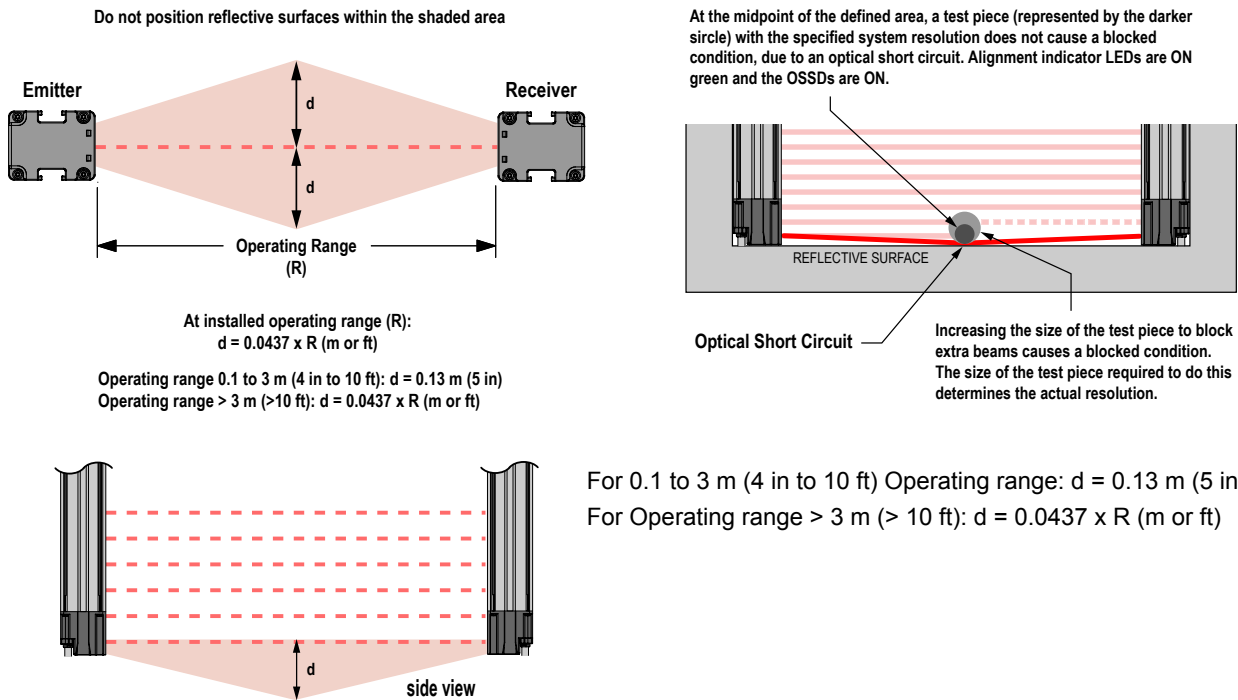 Do not position reflective surfaces within the shaded area
Emitter
Receiver
d
d
Operating Range
(R)
At installed operating range (R):
d = 0.0437 x R (m or ft)
Operating range 0.1 to 3 m (4 in to 10 ft): d = 0.13 m (5 in)
Operating range > 3 m (>10 ft): d = 0.0437 x R (m or ft)
At the midpoint of the defined area, a test piece (represented by the darker
sircle) with the specified system resolution does not cause a blocked
condition, due to an optical short circuit. Alignment indicator LEDs are ON
green and the OSSDs are ON.
REFLECTIVE SURFACE
Optical Short Circuit
Increasing the size of the test piece to block
extra beams causes a blocked condition.
The size of the test piece required to do this
determines the actual resolution.
d
side view
For 0.1 to 3 m (4 in to 10 ft) Operating range: d = 0.13 m (5 in
For Operating range > 3 m (> 10 ft): d = 0.0437 x R (m or ft)